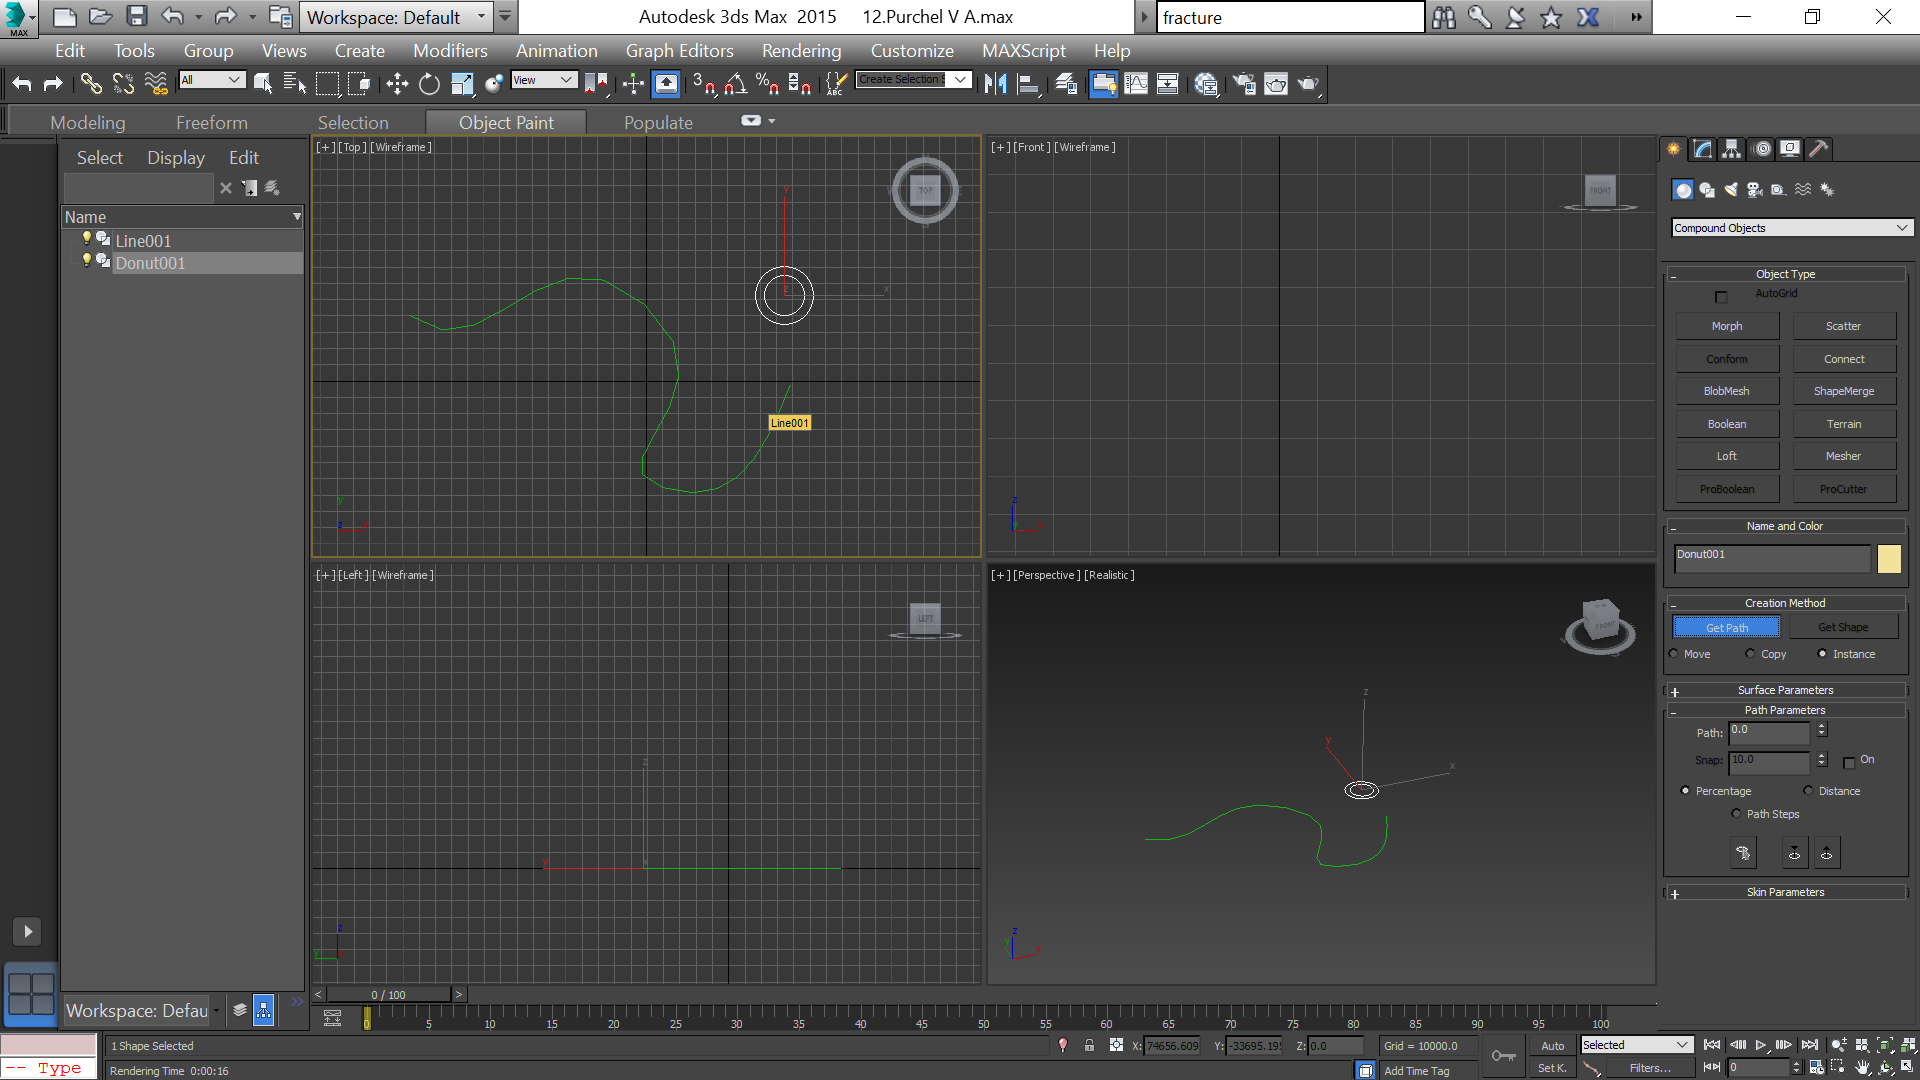 MAX
Workspace: Default
Autodesk 3ds Max 2015 12.Purchel V A.max
fracture
Edit Tools Group Views Create Modifiers Animation Graph Editors Rendering Customize MAXScript Help
All
View
3
%
ABC
Create Selection S
Modeling Freeform Selection Object Paint Populate
Select Display Edit
Name
Line001
Donut001
[+][Top][Wireframe]
TOP
y
x
z
Line001
[+][Front][Wireframe]
FRONT
[+][Left][Wireframe]
LEFT
[+][Perspective][Realistic]
FRONT
Compound Objects
Object Type
AutoGrid
Morph Scatter
Conform Connect
BlobMesh ShapeMerge
Boolean Terrain
Loft Mesher
ProBoolean ProCutter
Name and Color
Donut001
Creation Method
Get Path Get Shape
Move Copy Instance
+ Surface Parameters
- Path Parameters
Path: 0.0
Snap: 10.0 On
Percentage Distance
Path Steps
+ Skin Parameters
Workspace: Defau
< 0 / 100 >
0 5 10 15 20 25 30 35 40 45 50 55 60 65 70 75 80 85 90 95 100
1 Shape Selected
X: 74656.609 Y: -33695.195 Z: 0.0
Grid = 10000.0
Auto
Selected
-- Type
Rendering Time 0:00:16
Add Time Tag
Set K.
Filters...
0